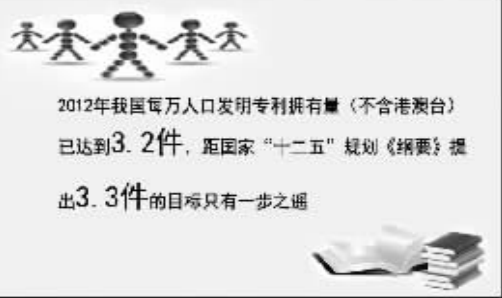 2012年我国每万人口发明专利拥有量（不含港澳台）
已达到3.2件，距国家“十二五”规划《纲要》提
出3.3件的目标只有一步之遥